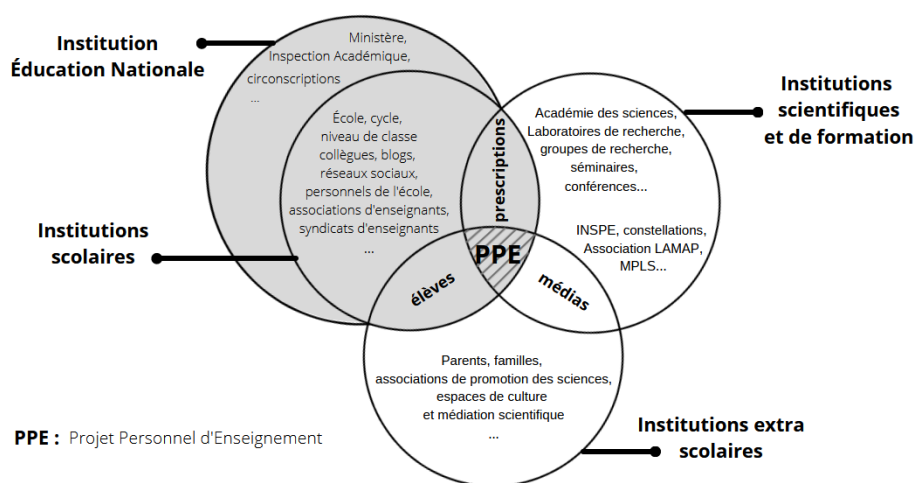 Institution
Éducation Nationale
Ministère,
Inspection Académique,
circonscriptions
...
Institutions
scientifiques
et de formation
École, cycle,
niveau de classe
collègues, blogs,
réseaux sociaux,
personnels de l'école,
associations d'enseignants,
syndicats d'enseignants
...
prescriptions
Académie des sciences,
Laboratoires de recherche,
groupes de recherche,
séminaires,
conférences...
INSPE, constellations,
Association LAMAP,
MPLS...
Institutions
scolaires
PPE
élèves
médias
Parents, familles,
associations de promotion des sciences,
espaces de culture
et médiation scientifique
...
PPE : Projet Personnel d'Enseignement
Institutions extra
scolaires